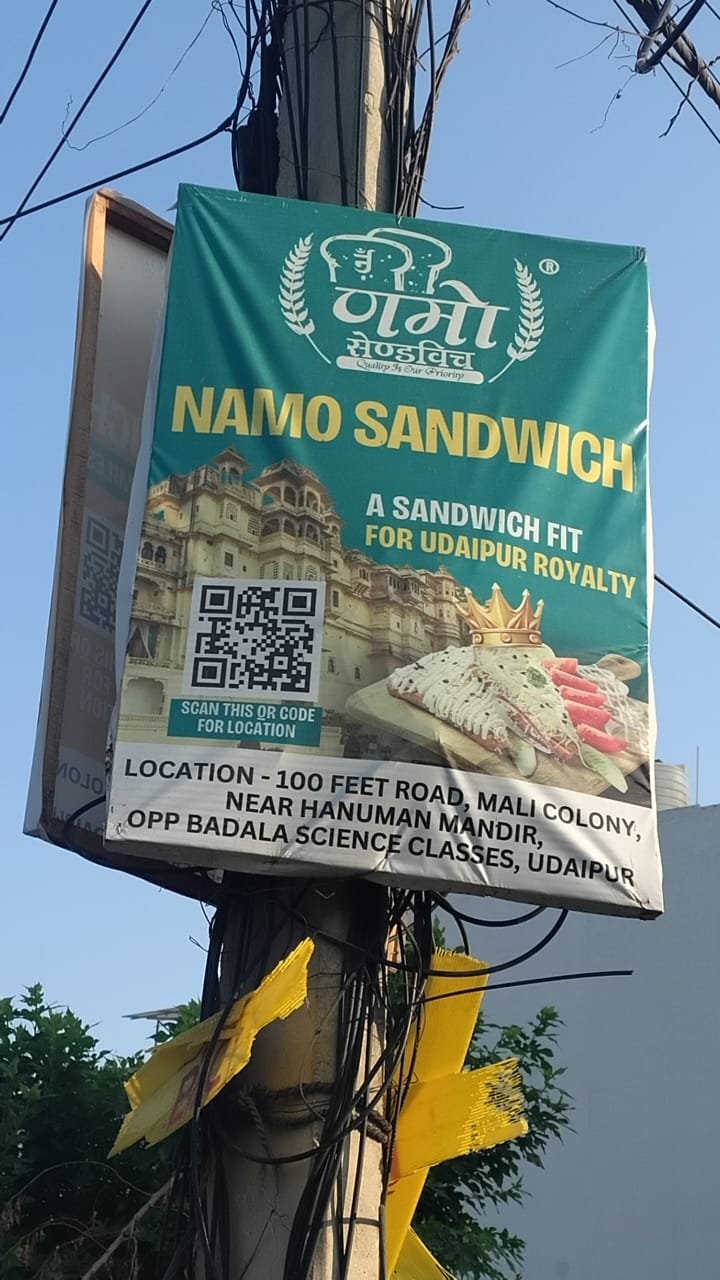 ®
णमो
सेण्डविच
Quality Is Our Priority
NAMO SANDWICH
A SANDWICH FIT
FOR UDAIPUR ROYALTY
SCAN THIS QR CODE
FOR LOCATION
LOCATION - 100 FEET ROAD, MALI COLONY,
NEAR HANUMAN MANDIR,
OPP BADALA SCIENCE CLASSES, UDAIPUR